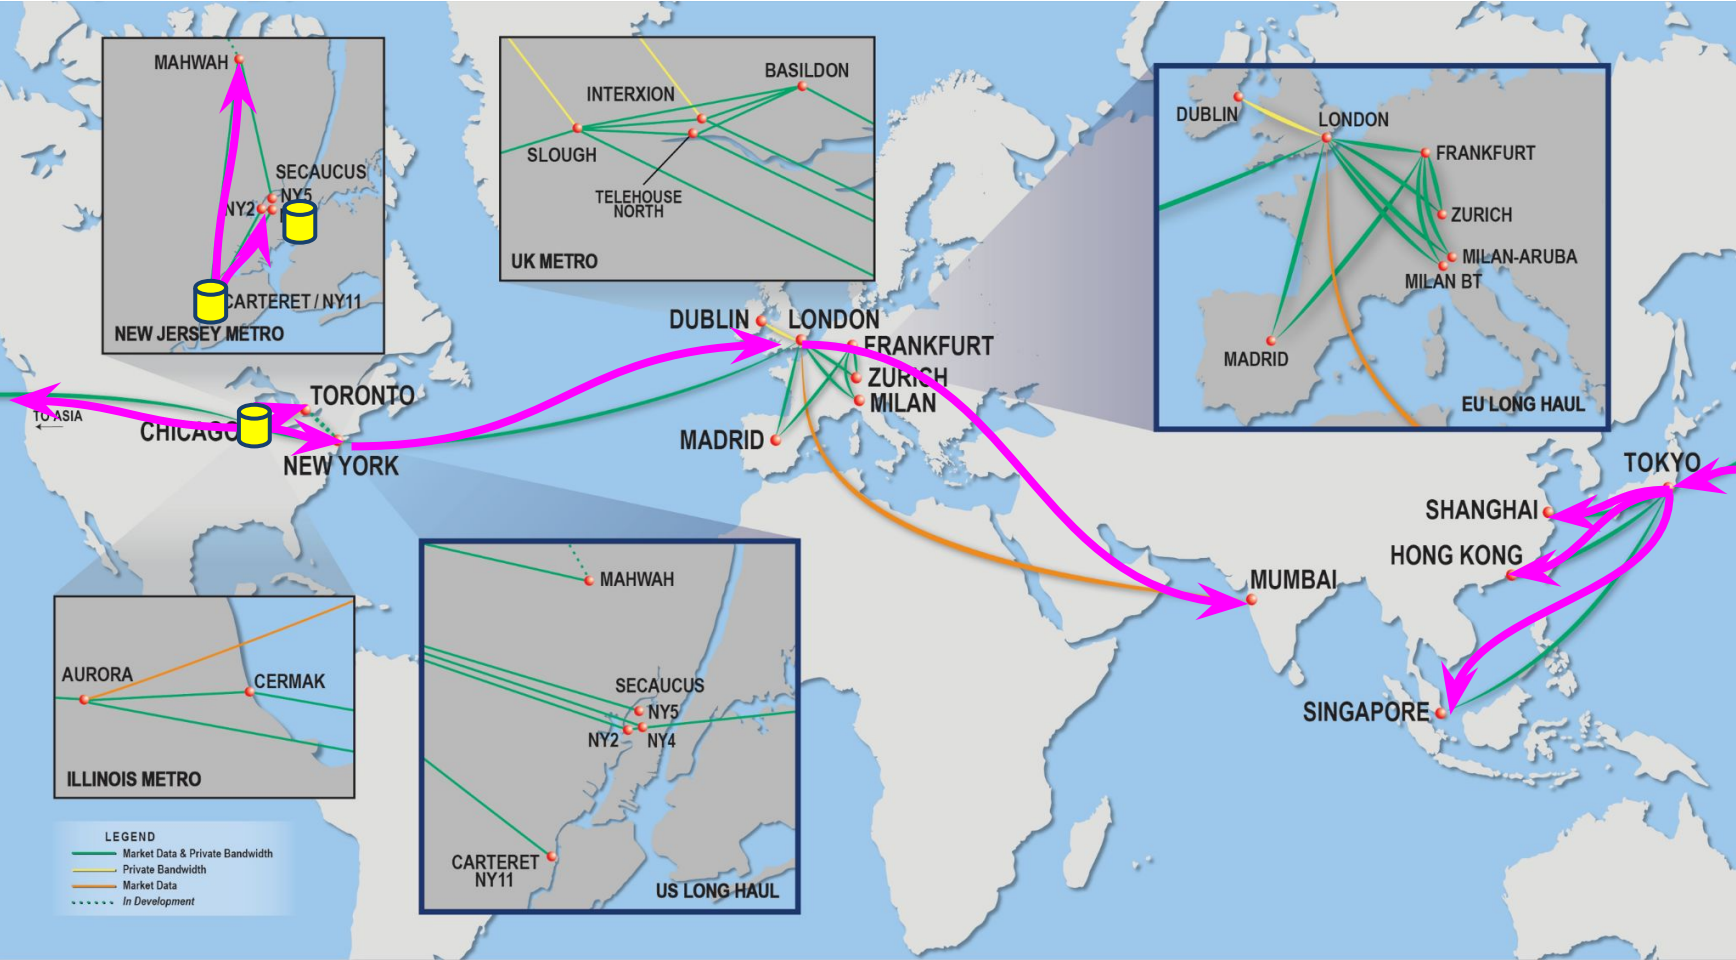 MAHWAH
SECAUCUS
NY5
NY2
CARTERET / NY11
NEW JERSEY METRO
BASILDON
INTERXION
SLOUGH
TELEHOUSE
NORTH
UK METRO
DUBLIN
LONDON
FRANKFURT
ZURICH
MILAN-ARUBA
MILAN BT
MADRID
EU LONG HAUL
DUBLIN
LONDON
FRANKFURT
ZURICH
MILAN
MADRID
TO ASIA
TORONTO
CHICAGO
NEW YORK
TOKYO
SHANGHAI
HONG KONG
MUMBAI
SINGAPORE
AURORA
CERMAK
ILLINOIS METRO
MAHWAH
SECAUCUS
NY5
NY2
NY4
CARTERET
NY11
US LONG HAUL
LEGEND
Market Data & Private Bandwidth
Private Bandwidth
Market Data
In Development